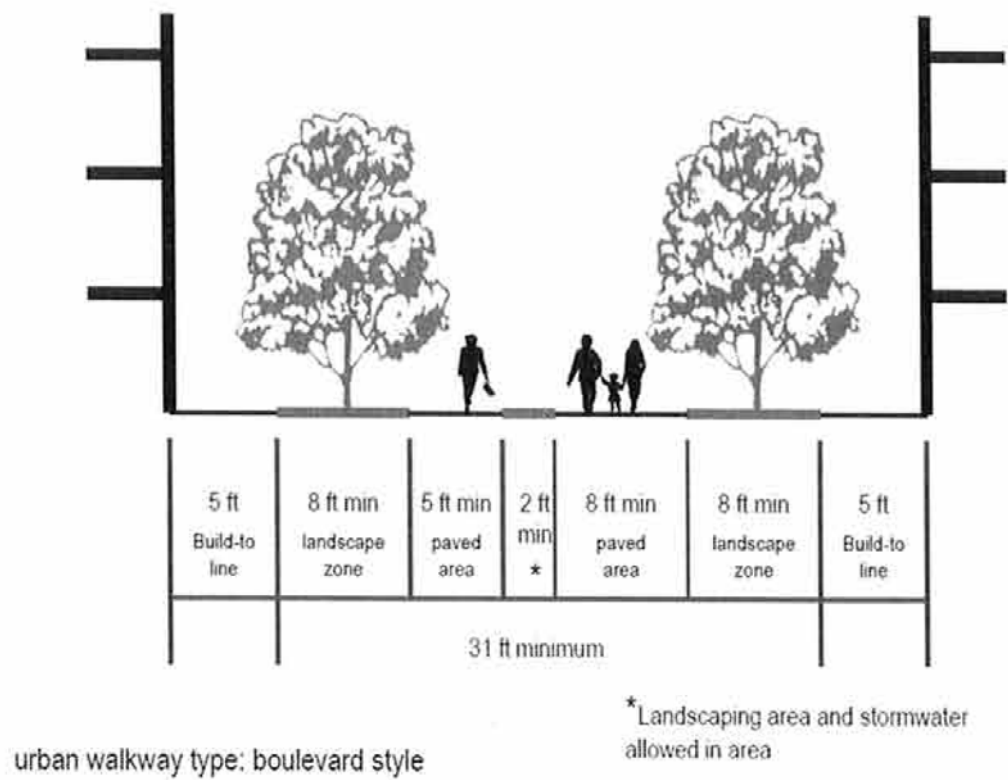 5 ft
Build-to
line
8 ft min
landscape
zone
5 ft min
paved
area
2 ft
min
*
8 ft min
paved
area
8 ft min
landscape
zone
5 ft
Build-to
line
31 ft minimum
*Landscaping area and stormwater
allowed in area
urban walkway type: boulevard style